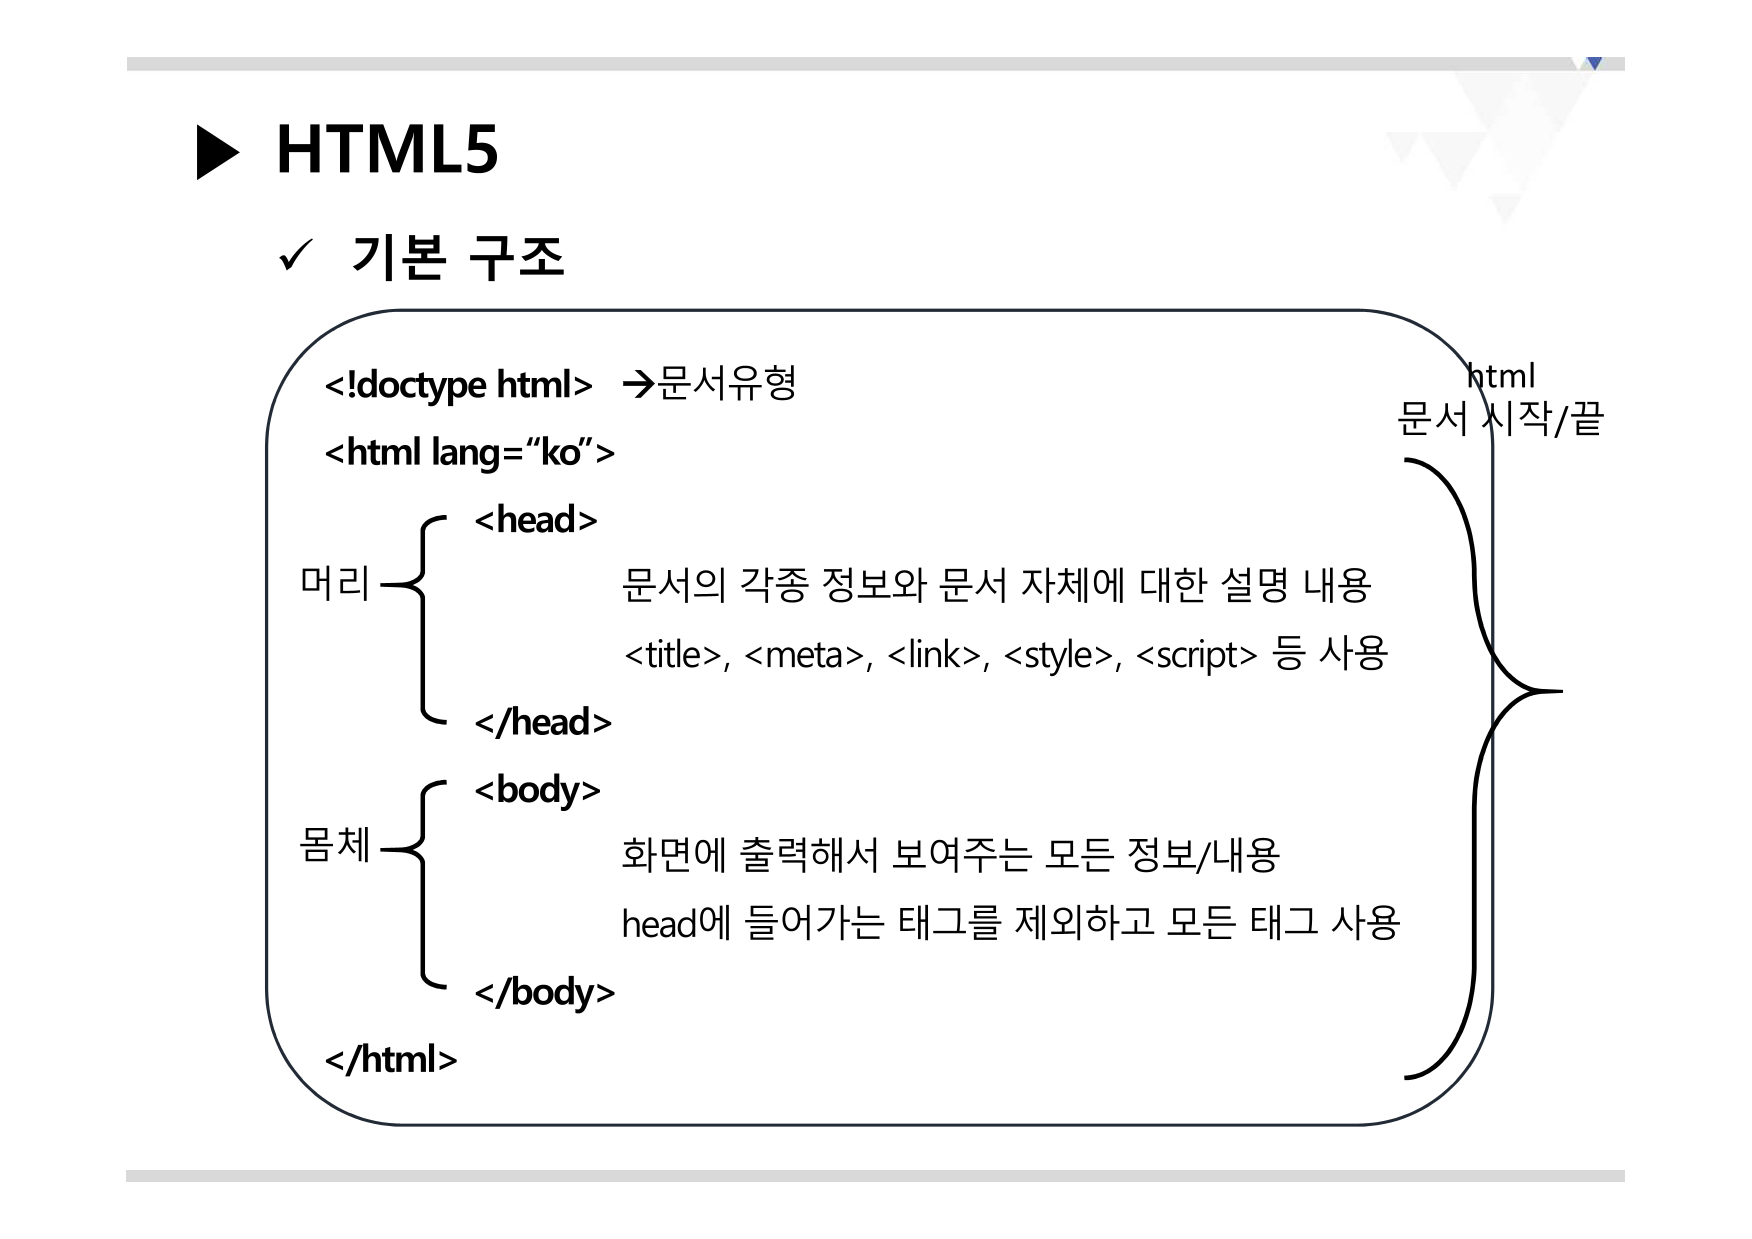 HTML5
✓ 기본 구조
<!doctype html> →문서유형
html
문서 시작/끝
<html lang=“ko”>
<head>
머리
문서의 각종 정보와 문서 자체에 대한 설명 내용
<title>, <meta>, <link>, <style>, <script> 등 사용
</head>
<body>
몸체
화면에 출력해서 보여주는 모든 정보/내용
head에 들어가는 태그를 제외하고 모든 태그 사용
</body>
</html>